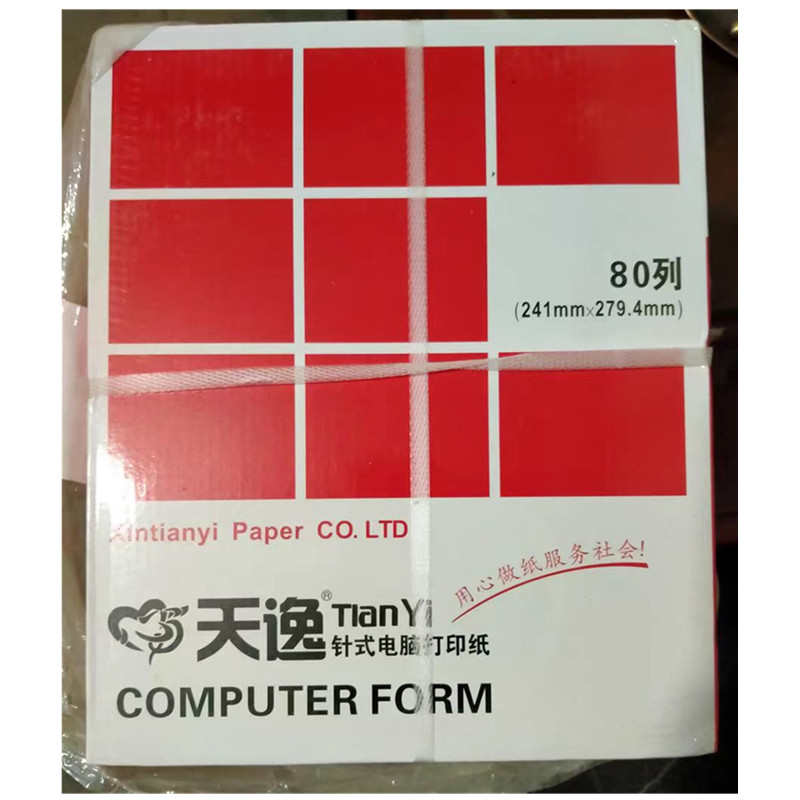 80列
(241mm×279.4mm)
Xintianyi Paper CO. LTD
用心做纸服务社会!
天逸® TianYi
针式电脑打印纸
COMPUTER FORM